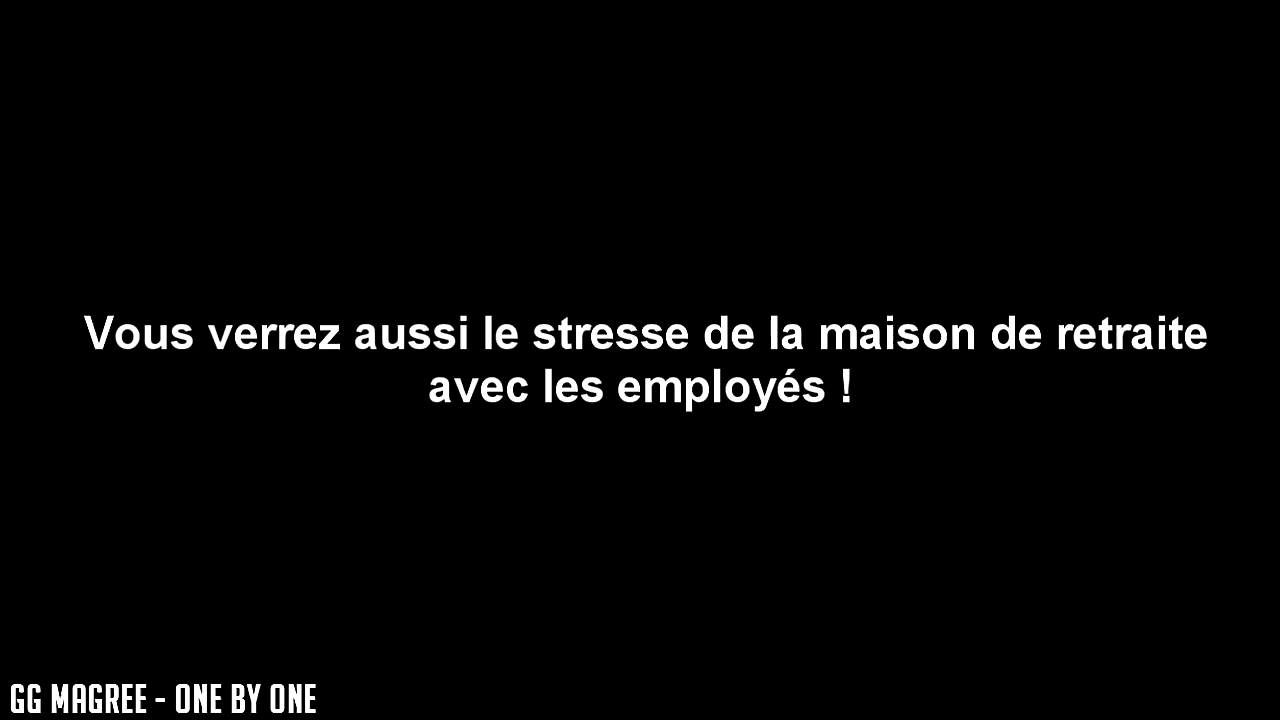 Vous verrez aussi le stresse de la maison de retraite
avec les employés !
GG MAGREE - ONE BY ONE